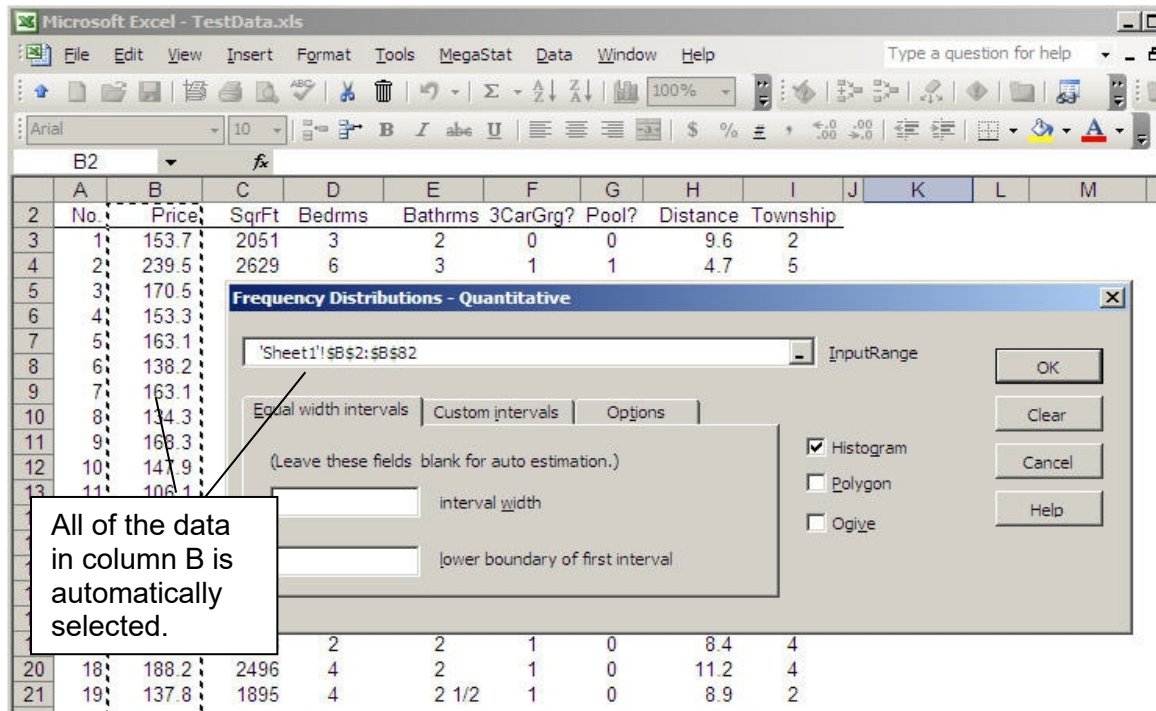 Microsoft Excel - TestData.xls
File Edit View Insert Format Tools MegaStat Data Window Help Type a question for help
100%
Arial 10 B I abc U $ %
B2 fx
A B C D E F G H I J K L M
2 No. Price SqrFt Bedrms Bathrms 3CarGrg? Pool? Distance Township
3 1 153.7 2051 3 2 0 0 9.6 2
4 2 239.5 2629 6 3 1 1 4.7 5
5 3 170.5
Frequency Distributions - Quantitative
6 4 153.3
7 5 163.1
'Sheet1'!$B$2:$B$82 InputRange OK
8 6 138.2
9 7 163.1
Equal width intervals Custom intervals Options Clear
10 8 134.3
11 9 168.3
Histogram
12 10 147.9
(Leave these fields blank for auto estimation.) Cancel
Polygon
13 11 106.1
interval width Help
Ogive
lower boundary of first interval
All of the data
in column B is
automatically
selected.
2 2 1 0 8.4 4
20 18 188.2 2496 4 2 1 0 11.2 4
21 19 137.8 1895 4 2 1/2 1 0 8.9 2